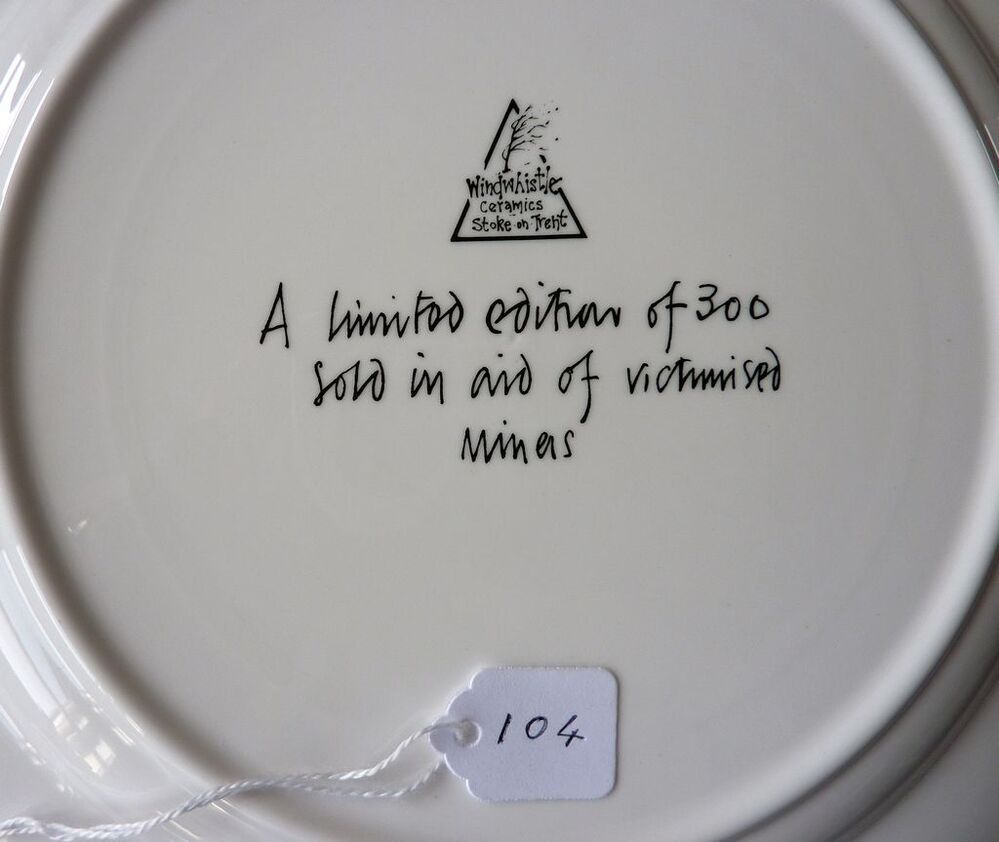 Windwhistle
Ceramics
Stoke-on-Trent
A limited edition of 300
sold in aid of victimised
Miners
104